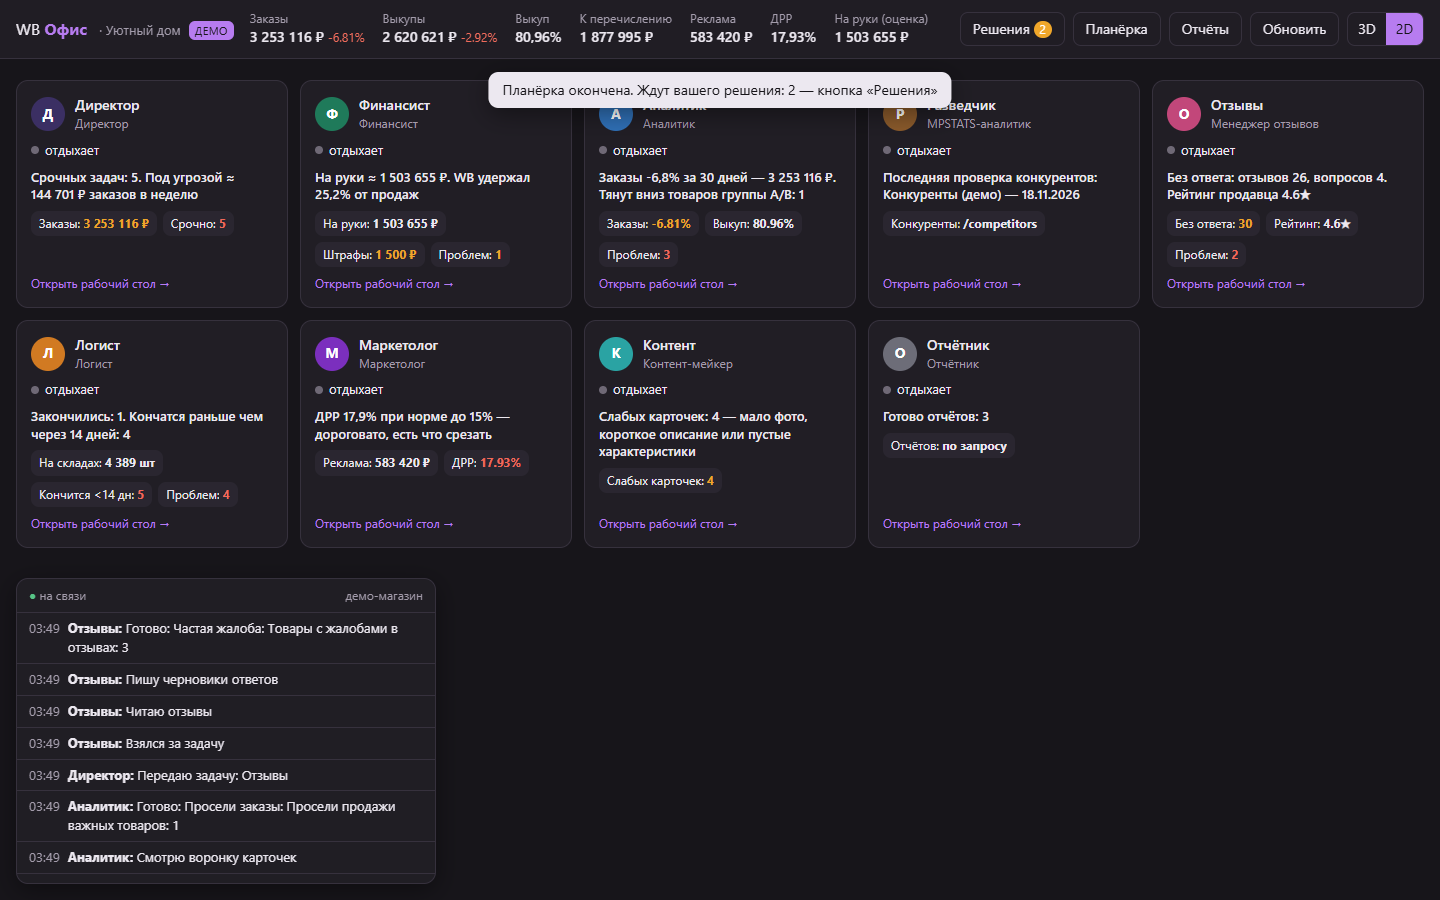 WB Офис · Уютный дом ДЕМО
Заказы
3 253 116 ₽ -6.81%
Выкупы
2 620 621 ₽ -2.92%
Выкуп
80,96%
К перечислению
1 877 995 ₽
Реклама
583 420 ₽
ДРР
17,93%
На руки (оценка)
1 503 655 ₽
Решения 2
Планёрка
Отчёты
Обновить
3D 2D
Планёрка окончена. Ждут вашего решения: 2 — кнопка «Решения»
Д
Директор
Директор
отдыхает
Срочных задач: 5. Под угрозой ≈
144 701 ₽ заказов в неделю
Заказы: 3 253 116 ₽ Срочно: 5
Открыть рабочий стол →
Ф
Финансист
Финансист
отдыхает
На руки ≈ 1 503 655 ₽. WB удержал
25,2% от продаж
На руки: 1 503 655 ₽
Штрафы: 1 500 ₽ Проблем: 1
Открыть рабочий стол →
А
Аналитик
Аналитик
отдыхает
Заказы -6,8% за 30 дней — 3 253 116 ₽.
Тянут вниз товаров группы A/B: 1
Заказы: -6.81% Выкуп: 80.96%
Проблем: 3
Открыть рабочий стол →
Р
Разведчик
MPSTATS-аналитик
отдыхает
Последняя проверка конкурентов:
Конкуренты (демо) — 18.11.2026
Конкуренты: /competitors
Открыть рабочий стол →
О
Отзывы
Менеджер отзывов
отдыхает
Без ответа: отзывов 26, вопросов 4.
Рейтинг продавца 4.6★
Без ответа: 30 Рейтинг: 4.6★
Проблем: 2
Открыть рабочий стол →
Л
Логист
Логист
отдыхает
Закончились: 1. Кончатся раньше чем
через 14 дней: 4
На складах: 4 389 шт
Кончится <14 дн: 5 Проблем: 4
Открыть рабочий стол →
М
Маркетолог
Маркетолог
отдыхает
ДРР 17,9% при норме до 15% —
дороговато, есть что срезать
Реклама: 583 420 ₽ ДРР: 17.93%
Открыть рабочий стол →
К
Контент
Контент-мейкер
отдыхает
Слабых карточек: 4 — мало фото,
короткое описание или пустые
характеристики
Слабых карточек: 4
Открыть рабочий стол →
О
Отчётник
Отчётник
отдыхает
Готово отчётов: 3
Отчётов: по запросу
Открыть рабочий стол →
на связи демо-магазин
03:49 Отзывы: Готово: Частая жалоба: Товары с жалобами в
отзывах: 3
03:49 Отзывы: Пишу черновики ответов
03:49 Отзывы: Читаю отзывы
03:49 Отзывы: Взялся за задачу
03:49 Директор: Передаю задачу: Отзывы
03:49 Аналитик: Готово: Просели заказы: Просели продажи
важных товаров: 1
03:49 Аналитик: Смотрю воронку карточек